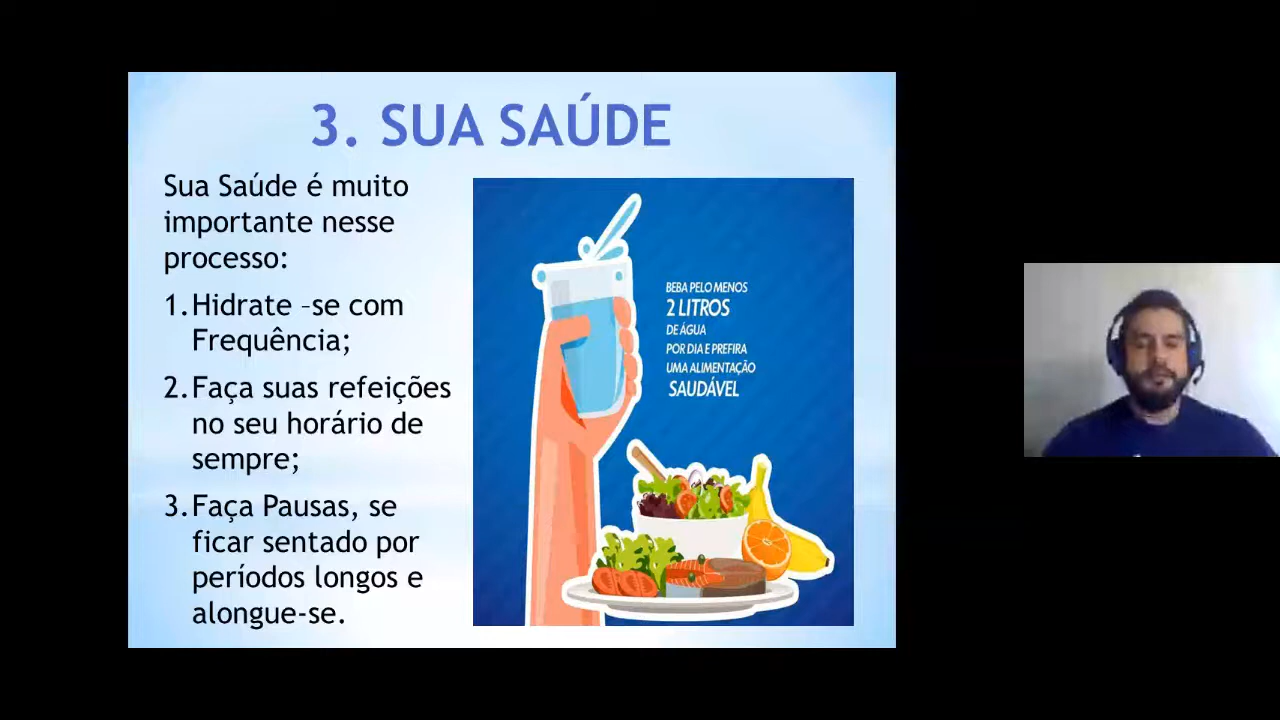 3. SUA SAÚDE
Sua Saúde é muito
importante nesse
processo:
1.Hidrate –se com
Frequência;
2.Faça suas refeições
no seu horário de
sempre;
3.Faça Pausas, se
ficar sentado por
períodos longos e
alongue-se.
BEBA PELO MENOS
2 LITROS
DE ÁGUA
POR DIA E PREFIRA
UMA ALIMENTAÇÃO
SAUDÁVEL